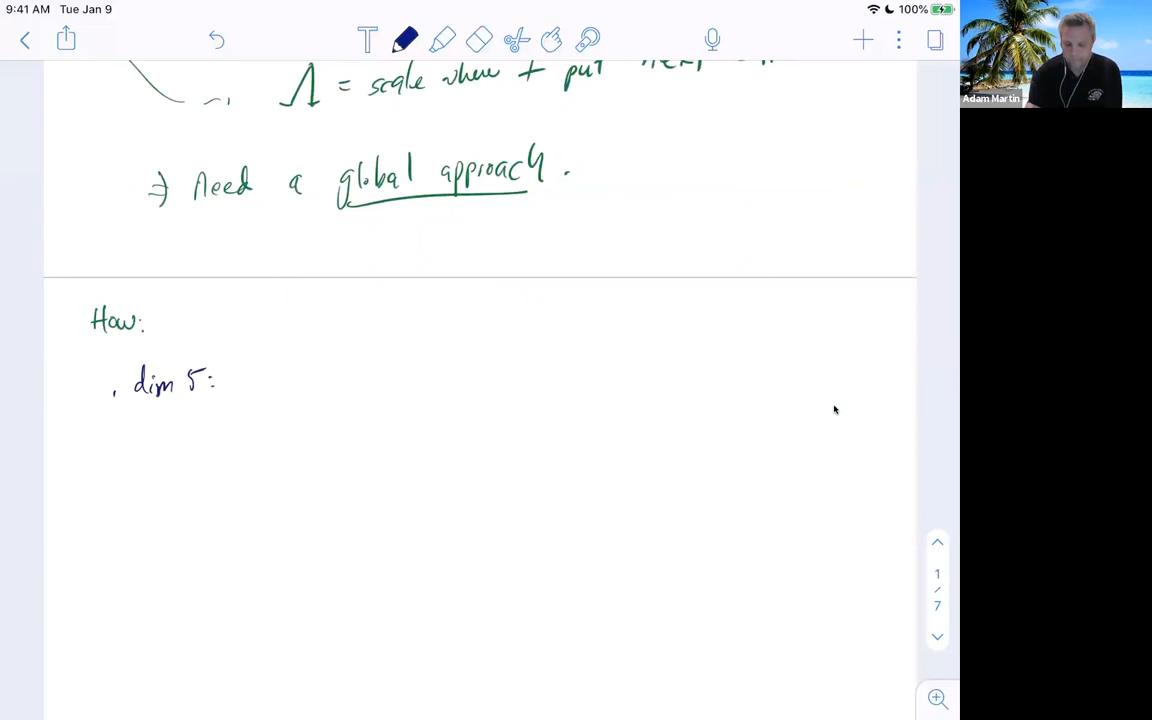 9:41 AM Tue Jan 9
100%
Adam Martin
Λ = scale where + put
⇒ Need a global approach.
How:
. dim 5:
1
/
7